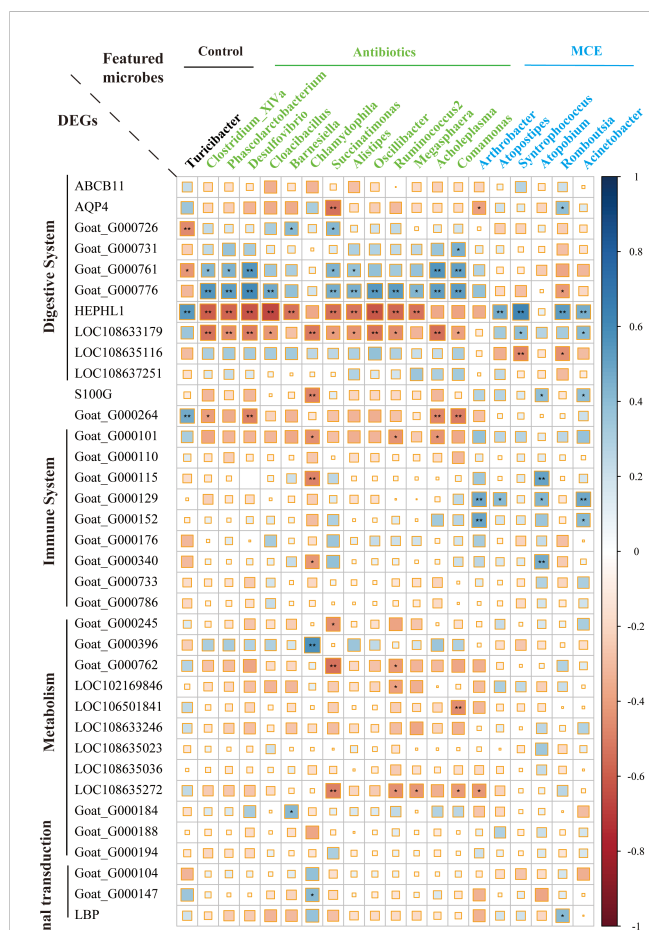 Featured
microbes
Control
Antibiotics
MCE
DEGs
Turicibacter
Clostridium_XIVa
Phascolarctobacterium
Desulfovibrio
Cloacibacillus
Barnesiella
Chlamydophila
Succinatimonas
Alistipes
Oscillibacter
Ruminococcus2
Megasphaera
Acholeplasma
Comamonas
Arthrobacter
Atopostipes
Syntrophococcus
Atopobium
Romboutsia
Acinetobacter
Digestive System
ABCB11
AQP4
Goat_G000726
Goat_G000731
Goat_G000761
Goat_G000776
HEPHL1
LOC108633179
LOC108635116
LOC108637251
S100G
Goat_G000264
Immune System
Goat_G000101
Goat_G000110
Goat_G000115
Goat_G000129
Goat_G000152
Goat_G000176
Goat_G000340
Goat_G000733
Goat_G000786
Metabolism
Goat_G000245
Goat_G000396
Goat_G000762
LOC102169846
LOC106501841
LOC108633246
LOC108635023
LOC108635036
LOC108635272
Goat_G000184
Goat_G000188
Goat_G000194
nal transduction
Goat_G000104
Goat_G000147
LBP
1
0.8
0.6
0.4
0.2
0
-0.2
-0.4
-0.6
-0.8
-1